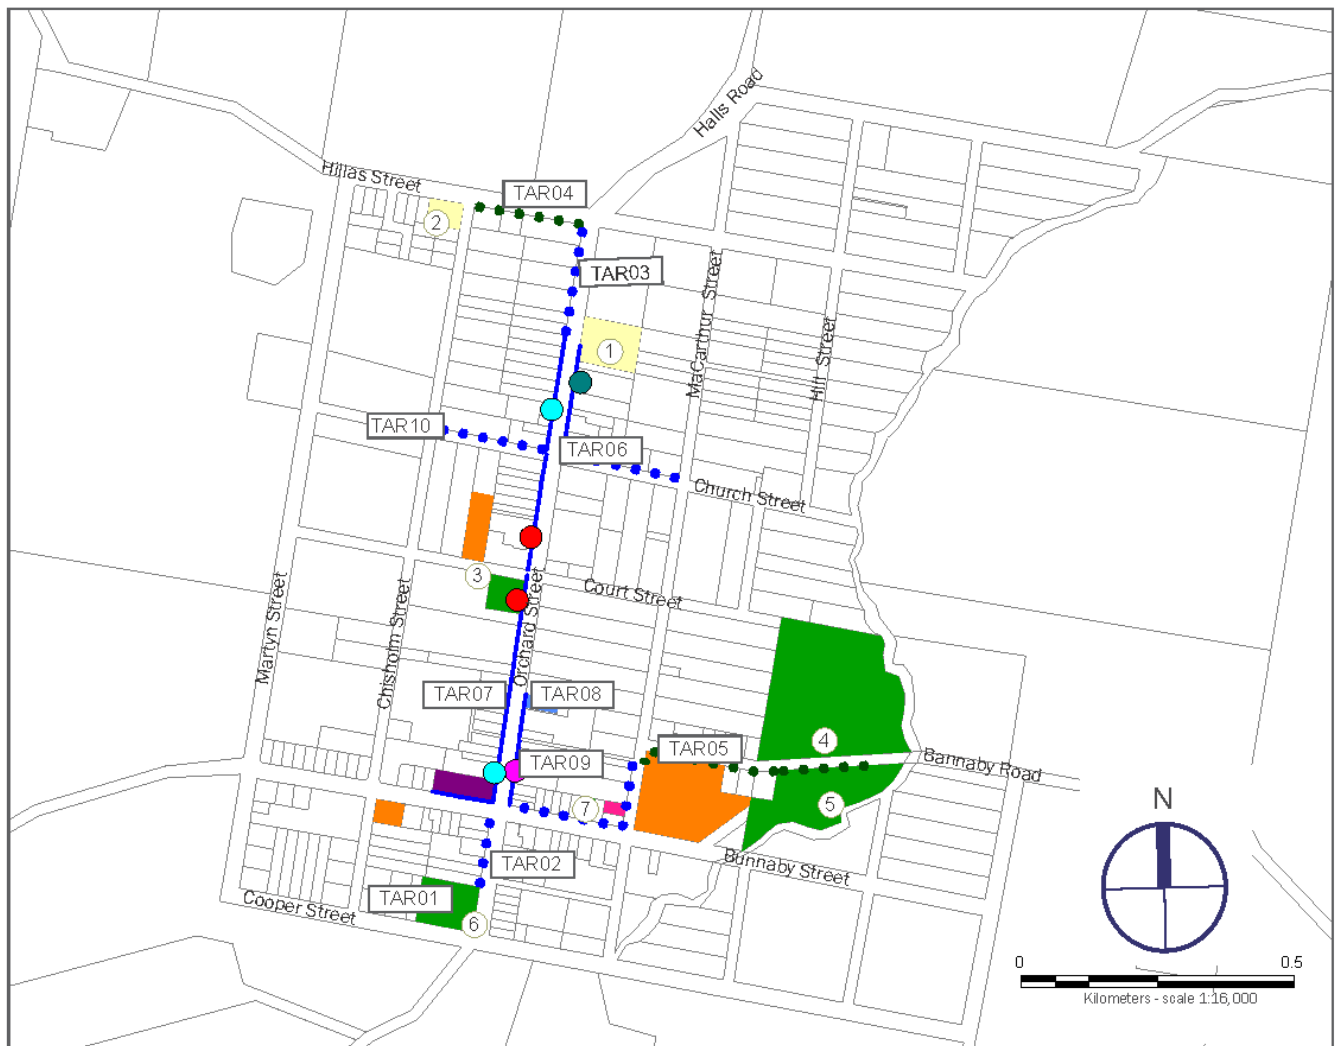 Halls Road
Hillas Street
TAR04
2
TAR03
MaCarthur Street
1
Hill Street
TAR10
TAR06
Church Street
3
Court Street
Martyn Street
Chisholm Street
Orchard Street
TAR07
TAR08
TAR05
4
Bannaby Road
TAR09
5
7
N
TAR02
Bunnaby Street
TAR01
Cooper Street
6
0
0.5
Kilometers - scale 1:16,000